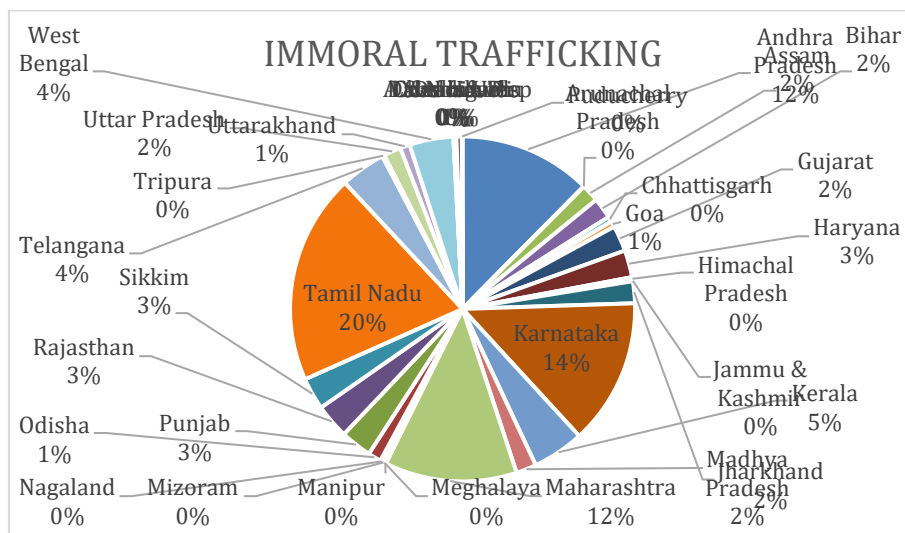 IMMORAL TRAFFICKING
West
Bengal
4%
Uttar Pradesh
2%
Uttarakhand
1%
Tripura
0%
Telangana
4%
Sikkim
3%
Rajasthan
3%
Odisha
1%
Punjab
3%
Nagaland
0%
Mizoram
0%
Manipur
0%
Meghalaya
0%
Maharashtra
12%
Tamil Nadu
20%
Karnataka
14%
Andhra
Pradesh
12%
Assam
2%
Bihar
2%
Puducherry
0%
Arunachal
Pradesh
0%
Gujarat
2%
Chhattisgarh
0%
Goa
1%
Haryana
3%
Himachal
Pradesh
0%
Jammu &
Kashmir
0%
Kerala
5%
Madhya
Pradesh
2%
Jharkhand
2%